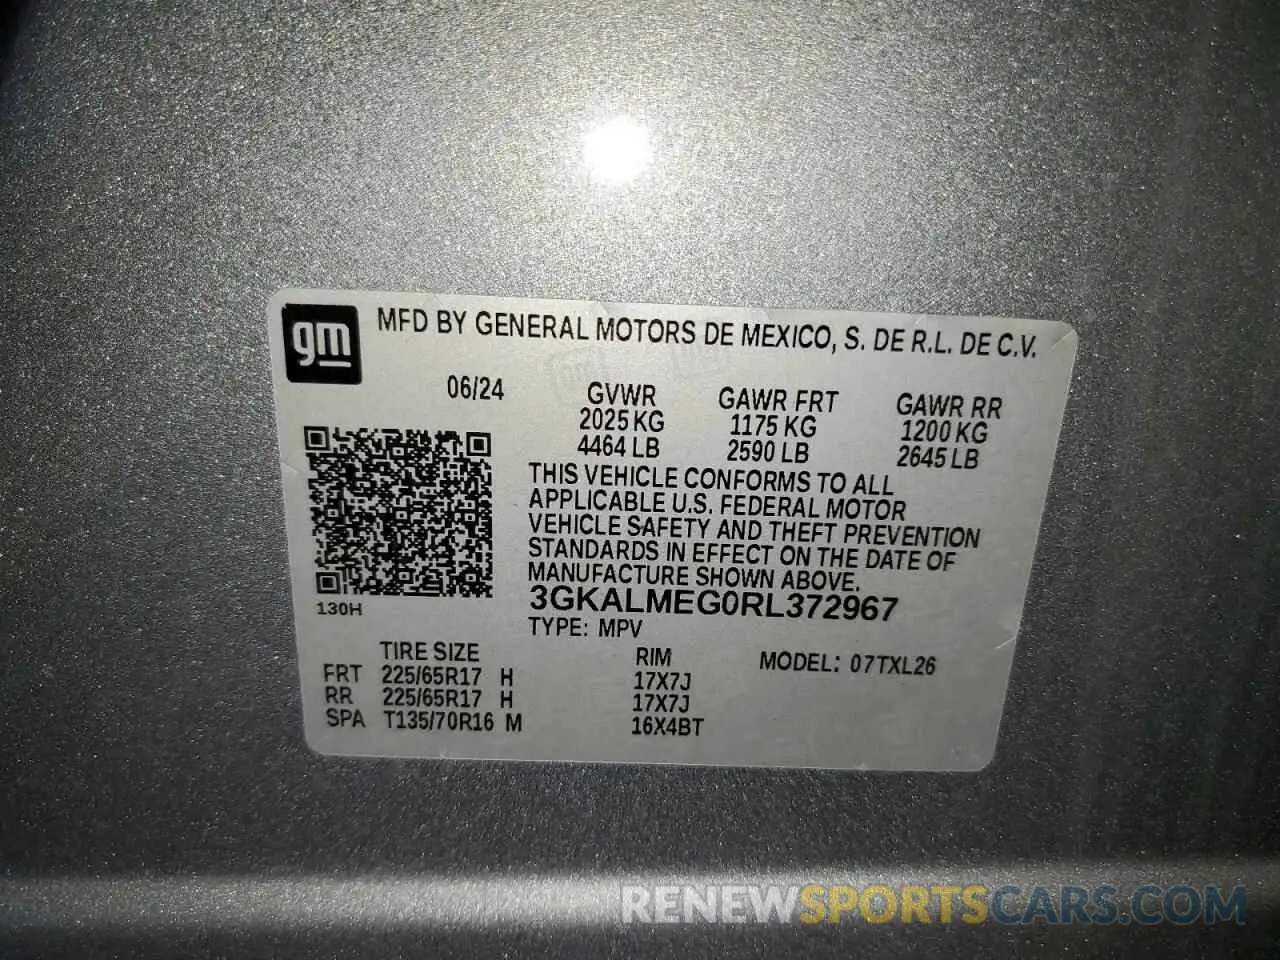 gm
MFD BY GENERAL MOTORS DE MEXICO, S. DE R.L. DE C.V.
06/24 GVWR GAWR FRT GAWR RR
2025 KG 1175 KG 1200 KG
4464 LB 2590 LB 2645 LB
THIS VEHICLE CONFORMS TO ALL
APPLICABLE U.S. FEDERAL MOTOR
VEHICLE SAFETY AND THEFT PREVENTION
STANDARDS IN EFFECT ON THE DATE OF
MANUFACTURE SHOWN ABOVE.
130H
3GKALMEG0RL372967
TYPE: MPV
TIRE SIZE RIM MODEL: 07TXL26
FRT 225/65R17 H 17X7J
RR 225/65R17 H 17X7J
SPA T135/70R16 M 16X4BT
RENEWSPORTSCARS.COM